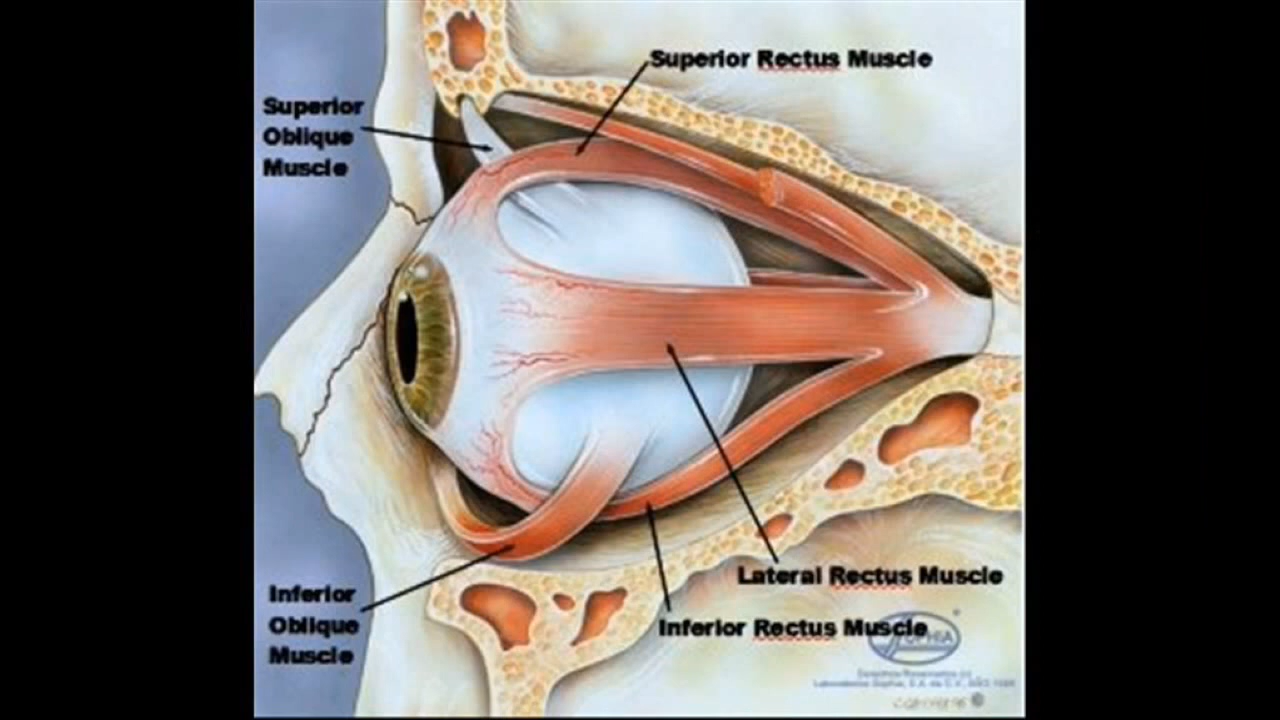 Superior Rectus Muscle
Superior
Oblique
Muscle
Lateral Rectus Muscle
Inferior
Oblique
Muscle
Inferior Rectus Muscle